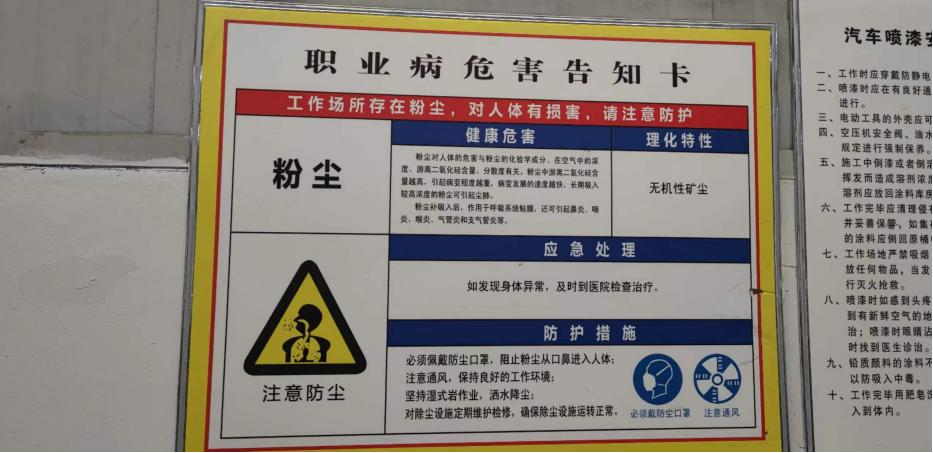 职业病危害告知卡
工作场所存在粉尘，对人体有损害，请注意防护
粉尘
健康危害
粉尘对人体的危害与粉尘的化验学成分、在空气中的浓
度、游离二氧化硅含量、分散度有关。粉尘中游离二氧化硅含
量越高，引起病变程度越重，病变发展的速度越快，长期吸入
较高浓度的粉尘可引起尘肺。
粉尘补吸入后，作用于呼吸系统粘膜，还可引起鼻炎、咽
炎、喉炎、气管炎和支气管炎等。
理化特性
无机性矿尘
注意防尘
应急处理
如发现身体异常，及时到医院检查治疗。
防护措施
必须佩戴防尘口罩，阻止粉尘从口鼻进入人体；
注意通风，保持良好的工作环境；
坚持湿式岩作业，洒水降尘；
对除尘设施定期维护检修，确保除尘设施运转正常。
必须戴防尘口罩
注意通风
汽车喷漆安
一、工作时应穿戴防静电
二、喷漆时应在有良好通
进行。
三、电动工具的外壳应可
四、空压机安全阀、油水
规定进行强制保养。
五、施工中倒漆或者倒溶
挥发而造成溶剂浓度
溶剂应放回涂料库房
六、工作完毕应清理侵有
并妥善保管，如集有
的涂料应倒回原桶中
七、工作场地严禁吸烟
放任何物品，当发
行灭火抢救。
八、喷漆时如感到头疼
到有新鲜空气的地
治；喷漆时眼睛沾
时找到医生诊治。
九、铅质颜料的涂料不
以防吸入中毒。
十、工作完毕用肥皂洗
入到体内。